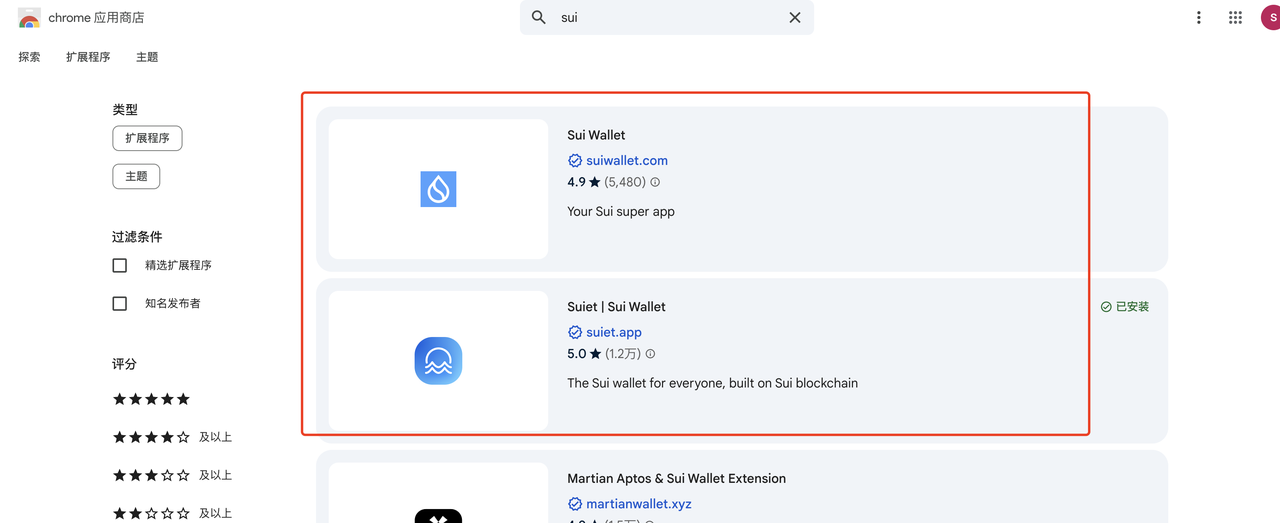 chrome 应用商店
sui
S
探索 扩展程序 主题
类型
扩展程序
主题
过滤条件
精选扩展程序
知名发布者
评分
及以上
及以上
及以上
Sui Wallet
suiwallet.com
4.9 ★ (5,480)
Your Sui super app
Suiet | Sui Wallet
已安装
suiet.app
5.0 ★ (1.2万)
The Sui wallet for everyone, built on Sui blockchain
Martian Aptos & Sui Wallet Extension
martianwallet.xyz